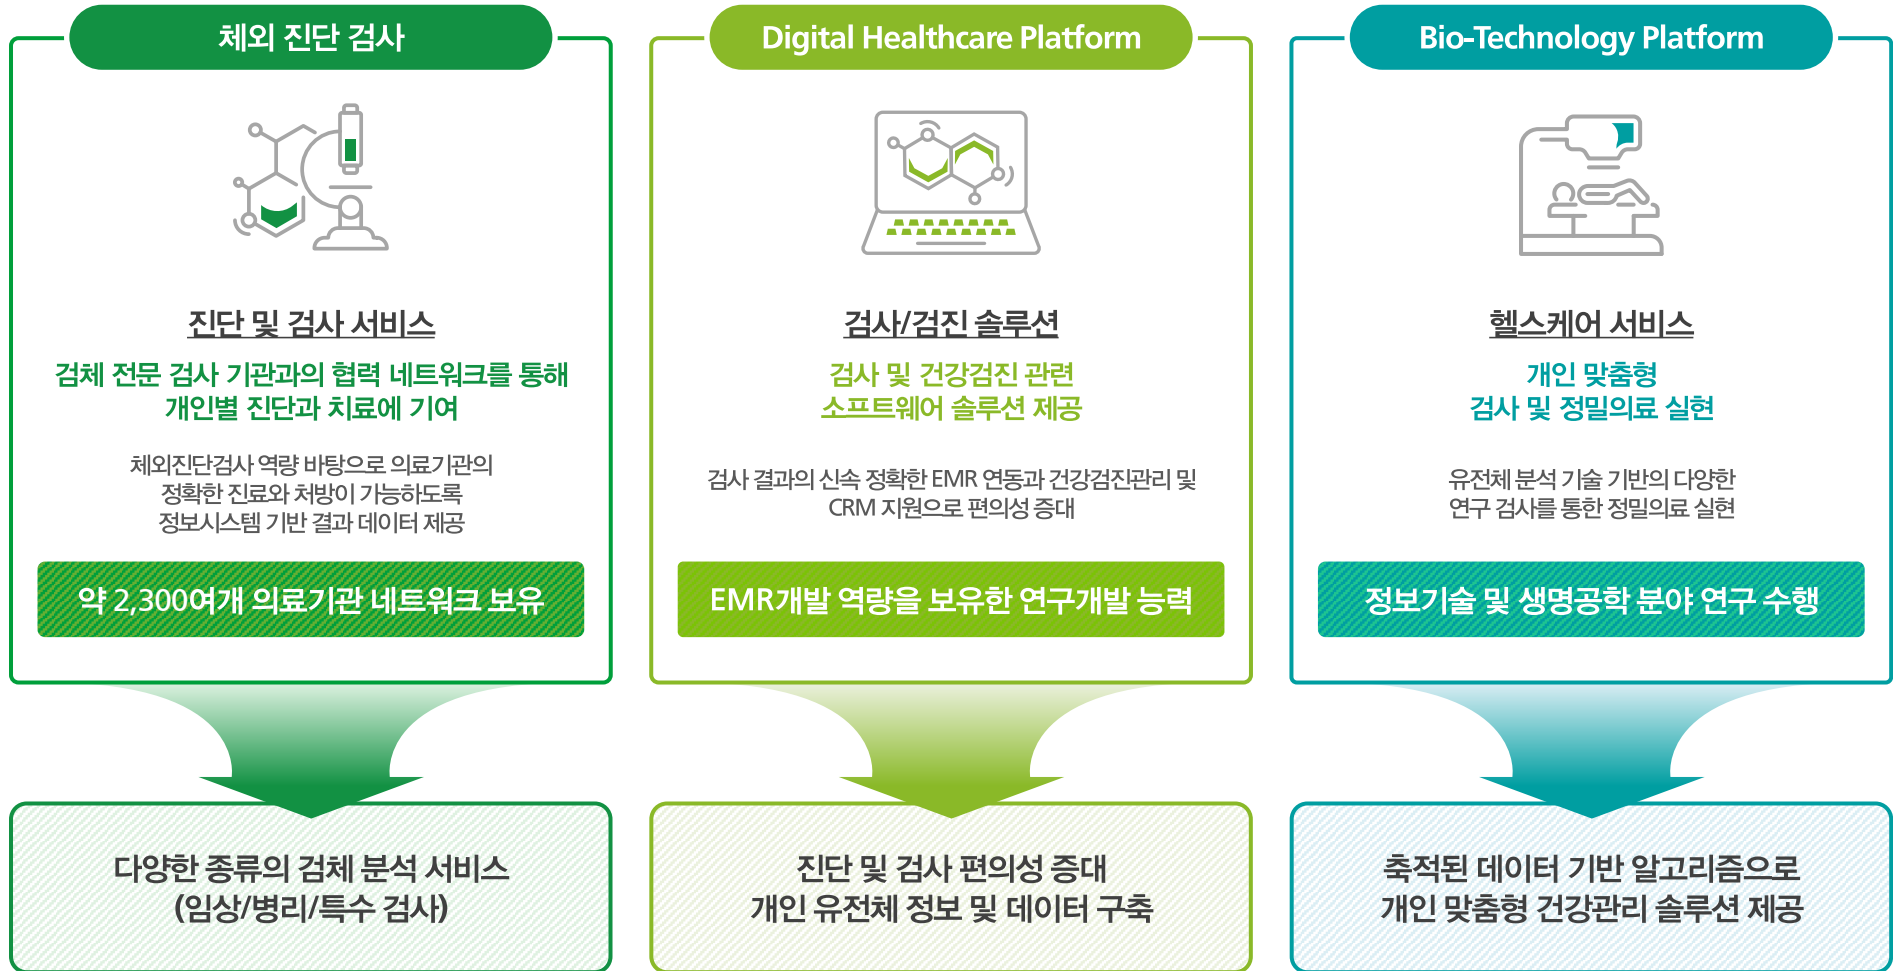 체외 진단 검사
진단 및 검사 서비스
검체 전문 검사 기관과의 협력 네트워크를 통해
개인별 진단과 치료에 기여
체외진단검사 역량 바탕으로 의료기관의
정확한 진료와 처방이 가능하도록
정보시스템 기반 결과 데이터 제공
약 2,300여개 의료기관 네트워크 보유
다양한 종류의 검체 분석 서비스
(임상/병리/특수 검사)
Digital Healthcare Platform
검사/검진 솔루션
검사 및 건강검진 관련
소프트웨어 솔루션 제공
검사 결과의 신속 정확한 EMR 연동과 건강검진관리 및
CRM 지원으로 편의성 증대
EMR개발 역량을 보유한 연구개발 능력
진단 및 검사 편의성 증대
개인 유전체 정보 및 데이터 구축
Bio-Technology Platform
헬스케어 서비스
개인 맞춤형
검사 및 정밀의료 실현
유전체 분석 기술 기반의 다양한
연구 검사를 통한 정밀의료 실현
정보기술 및 생명공학 분야 연구 수행
축적된 데이터 기반 알고리즘으로
개인 맞춤형 건강관리 솔루션 제공